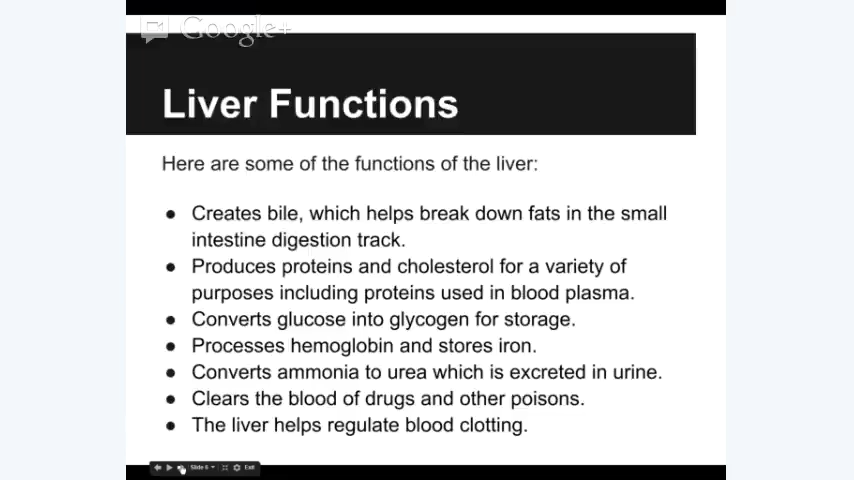 Google+
Liver Functions
Here are some of the functions of the liver:
● Creates bile, which helps break down fats in the small
intestine digestion track.
● Produces proteins and cholesterol for a variety of
purposes including proteins used in blood plasma.
● Converts glucose into glycogen for storage.
● Processes hemoglobin and stores iron.
● Converts ammonia to urea which is excreted in urine.
● Clears the blood of drugs and other poisons.
● The liver helps regulate blood clotting.
Slide 6 Exit